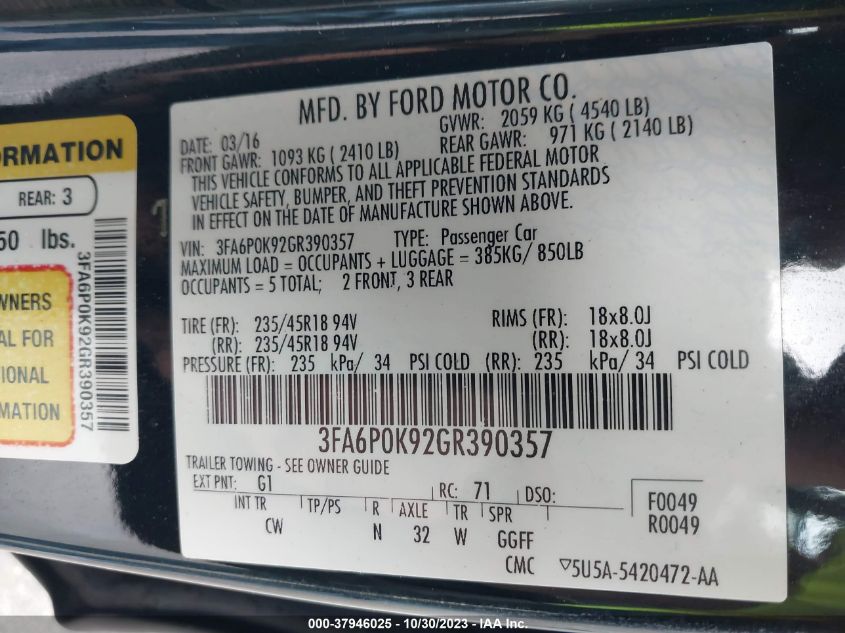 ORMATION
REAR: 3
50 lbs.
WNERS
AL FOR
IONAL
MATION
3FA6P0K92GR390357
MFD. BY FORD MOTOR CO.
DATE: 03/16 GVWR: 2059 KG ( 4540 LB)
FRONT GAWR: 1093 KG ( 2410 LB) REAR GAWR: 971 KG ( 2140 LB)
THIS VEHICLE CONFORMS TO ALL APPLICABLE FEDERAL MOTOR
VEHICLE SAFETY, BUMPER, AND THEFT PREVENTION STANDARDS
IN EFFECT ON THE DATE OF MANUFACTURE SHOWN ABOVE.
VIN: 3FA6P0K92GR390357 TYPE: Passenger Car
MAXIMUM LOAD = OCCUPANTS + LUGGAGE = 385KG/ 850LB
OCCUPANTS = 5 TOTAL; 2 FRONT, 3 REAR
TIRE (FR): 235/45R18 94V RIMS (FR): 18x8.0J
(RR): 235/45R18 94V (RR): 18x8.0J
PRESSURE (FR): 235 kPa/ 34 PSI COLD (RR): 235 kPa/ 34 PSI COLD
3FA6P0K92GR390357
TRAILER TOWING - SEE OWNER GUIDE
EXT PNT: G1 RC: 71 DSO:
INT TR TP/PS R AXLE TR SPR
CW N 32 W GGFF
F0049
R0049
CMC ▽5U5A-5420472-AA
000-37946025 - 10/30/2023 - IAA Inc.